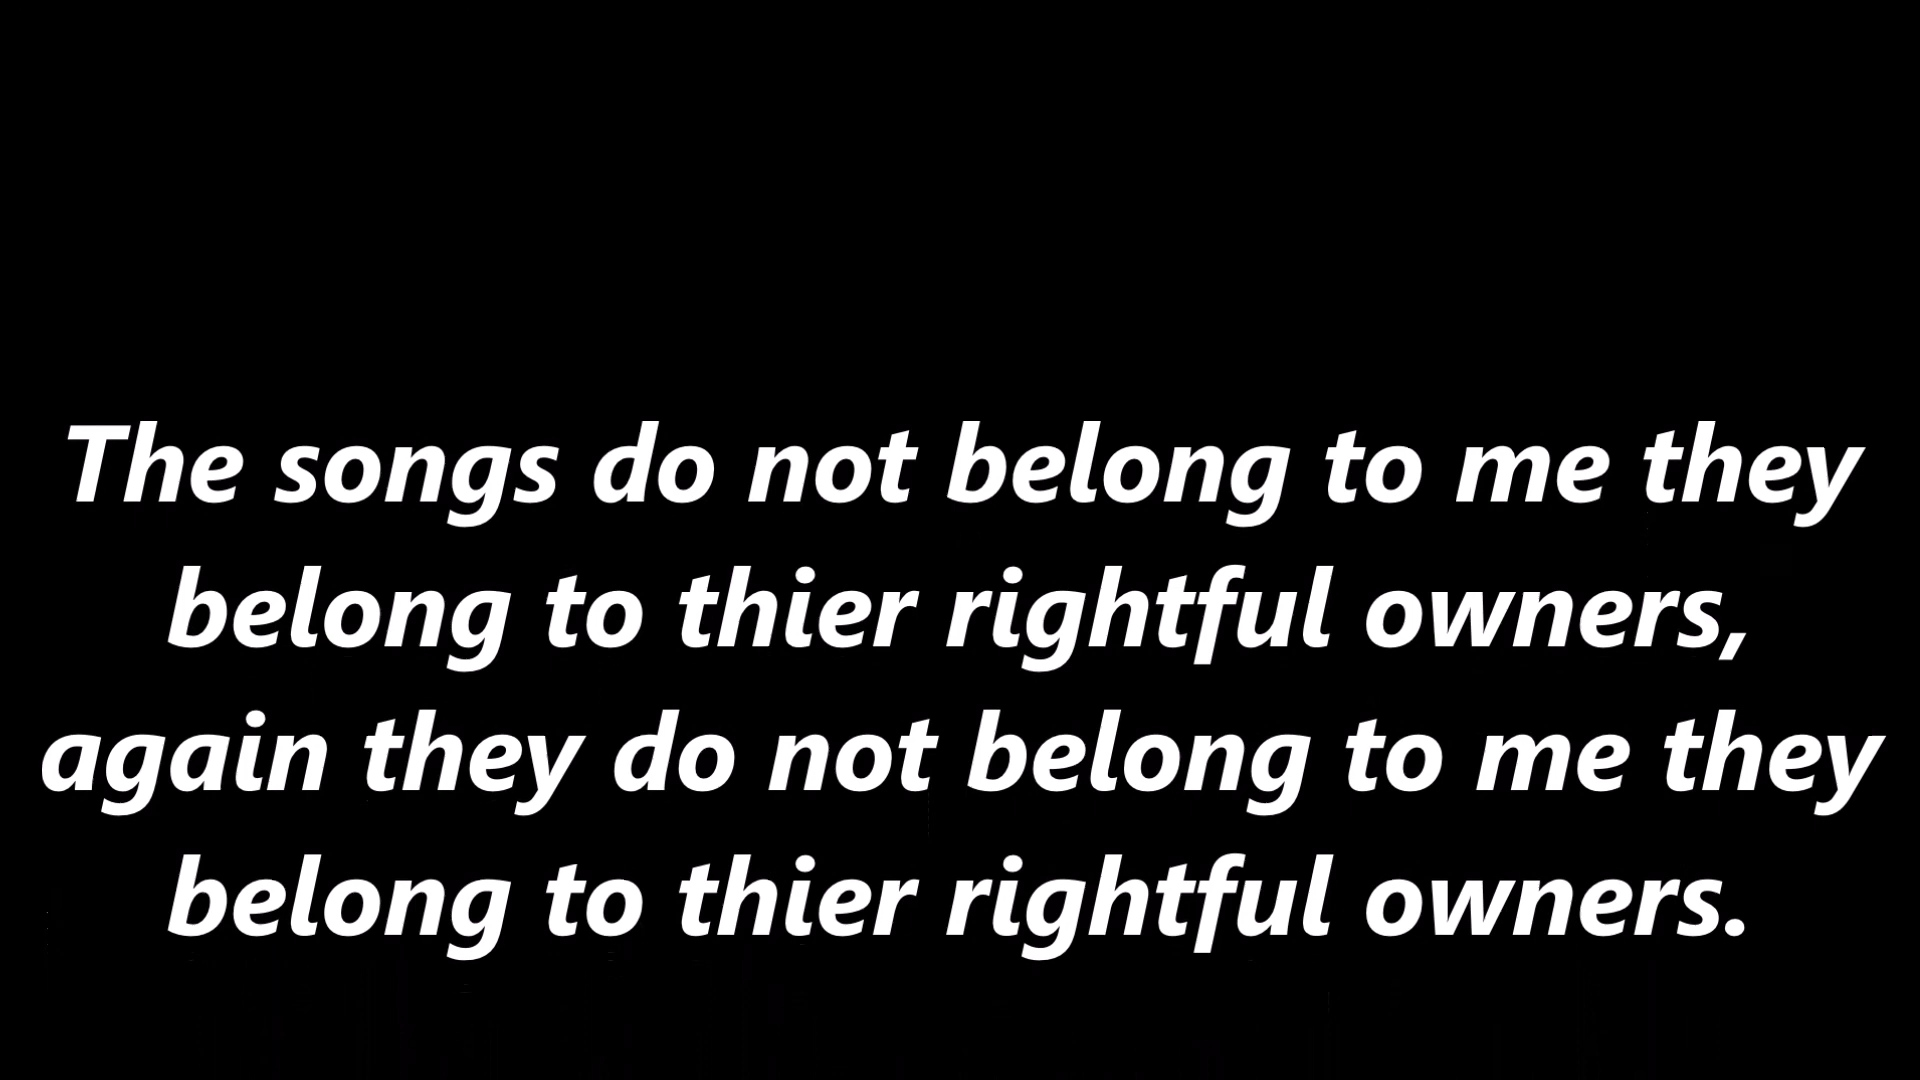 The songs do not belong to me they
belong to thier rightful owners,
again they do not belong to me they
belong to thier rightful owners.